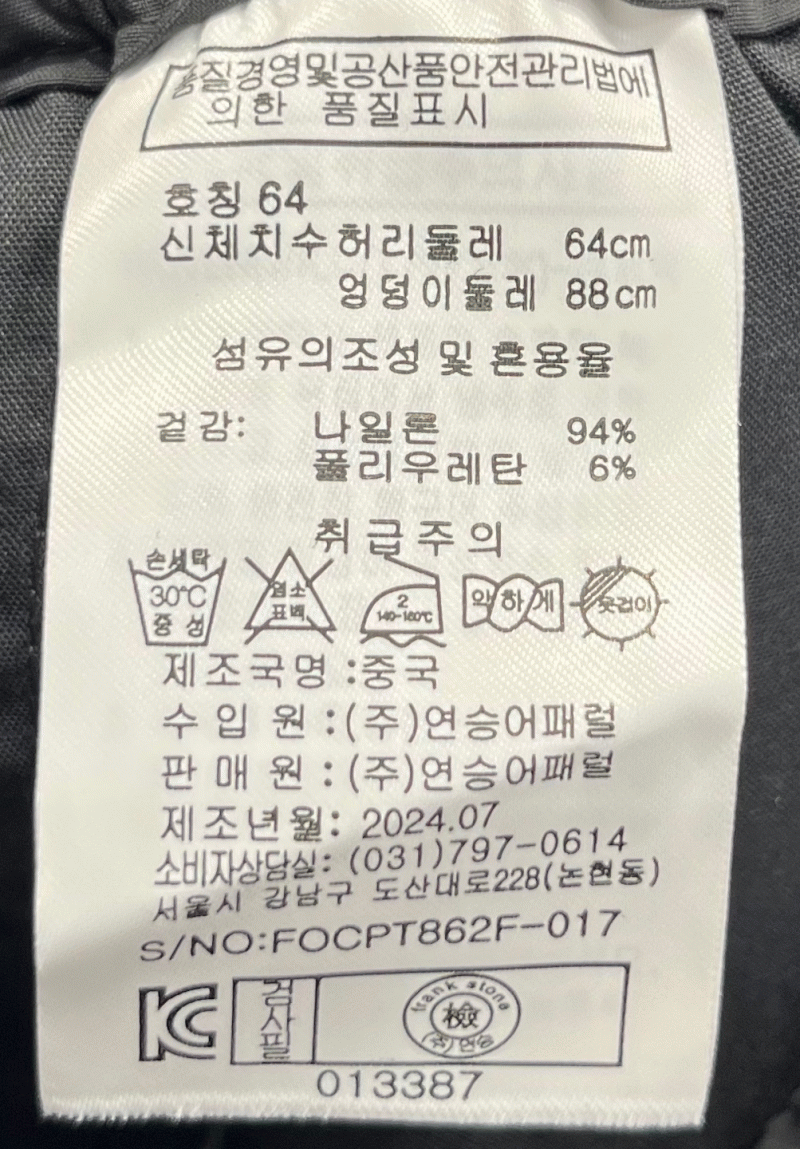 품질경영및공산품안전관리법에
의한 품질표시
호칭 64
신체치수허리둘레 64cm
엉덩이둘레 88cm
섬유의조성 및 혼용율
겉감: 나일론 94%
폴리우레탄 6%
취급주의
손세탁
30℃
중성
염소
표백
2
140-160℃
약하게
옷걸이
제조국명 :중국
수입원 :(주)연승어패럴
판매원 :(주)연승어패럴
제조년월: 2024.07
소비자상담실: (031)797-0614
서울시 강남구 도산대로228(논현동)
S/NO:FOCPT862F-017
KC
검사필
frank stone
檢
(주)연승
013387